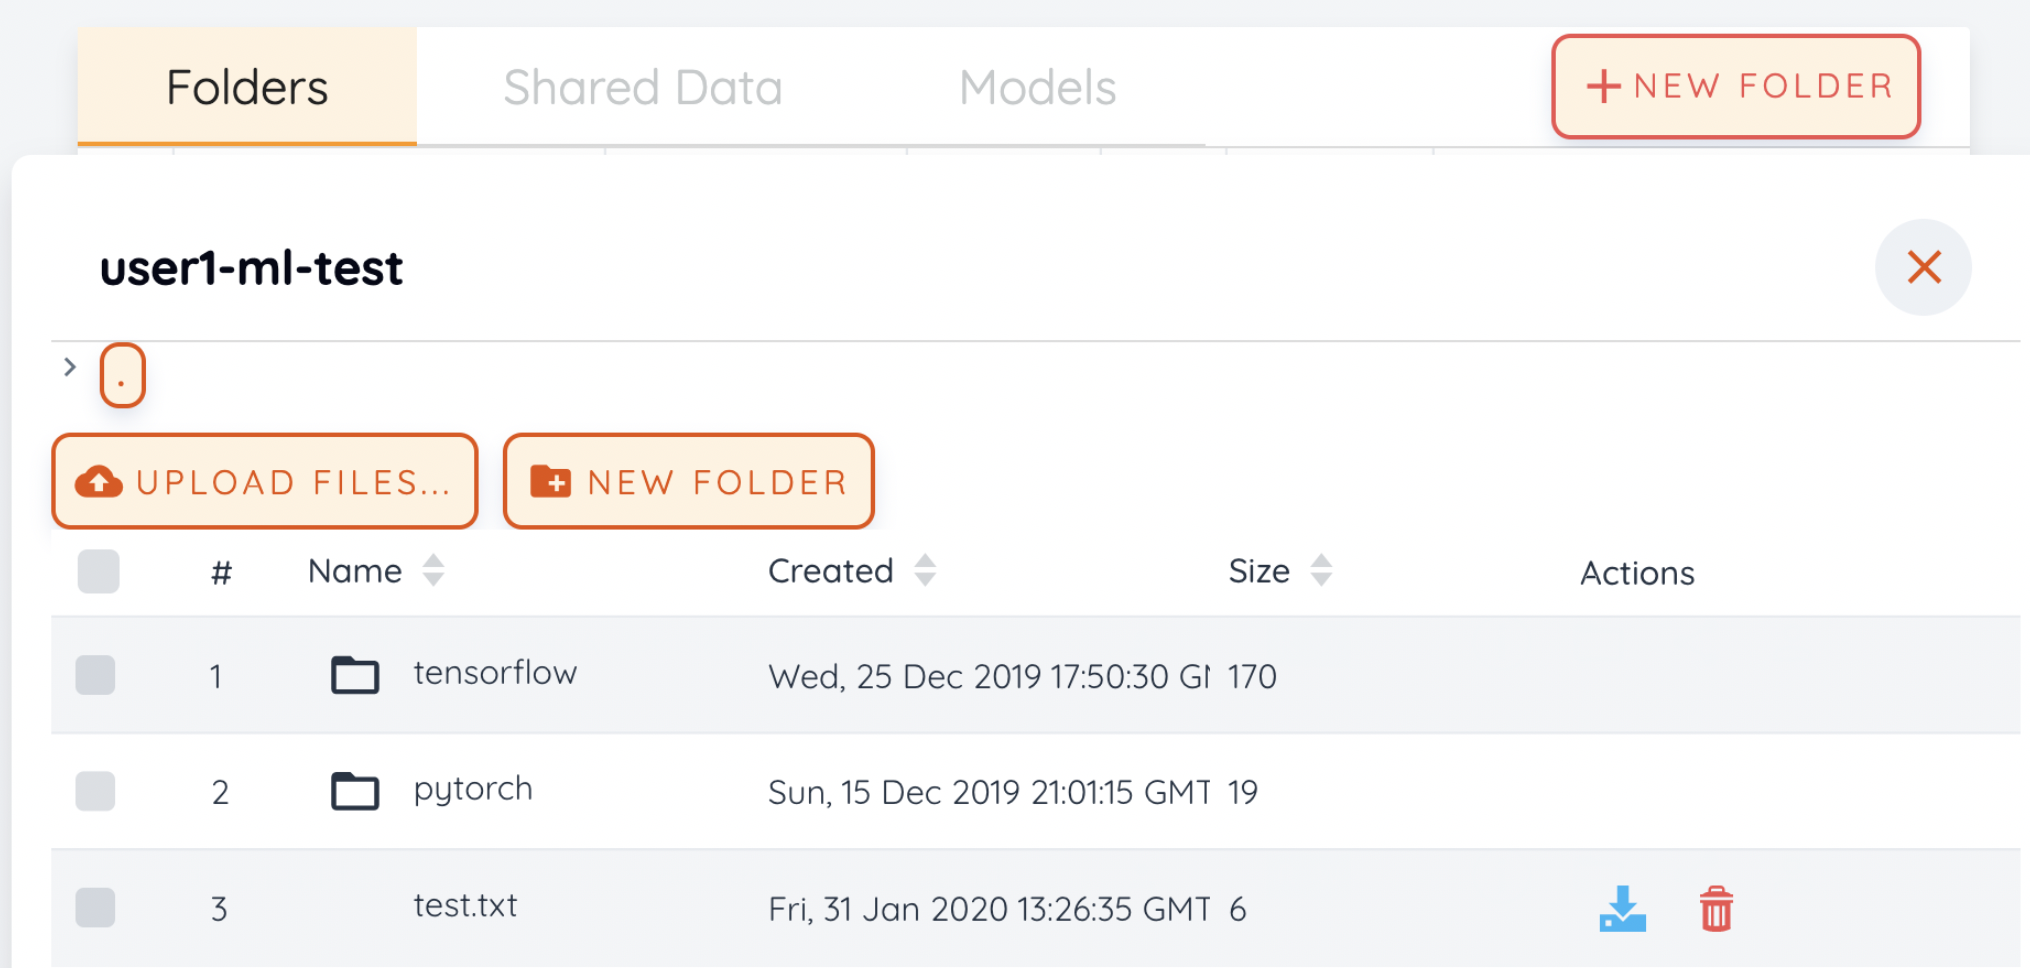 Folders Shared Data Models + NEW FOLDER
user1-ml-test
> .
UPLOAD FILES... NEW FOLDER
# Name Created Size Actions
1 tensorflow Wed, 25 Dec 2019 17:50:30 GM 170
2 pytorch Sun, 15 Dec 2019 21:01:15 GMT 19
3 test.txt Fri, 31 Jan 2020 13:26:35 GMT 6